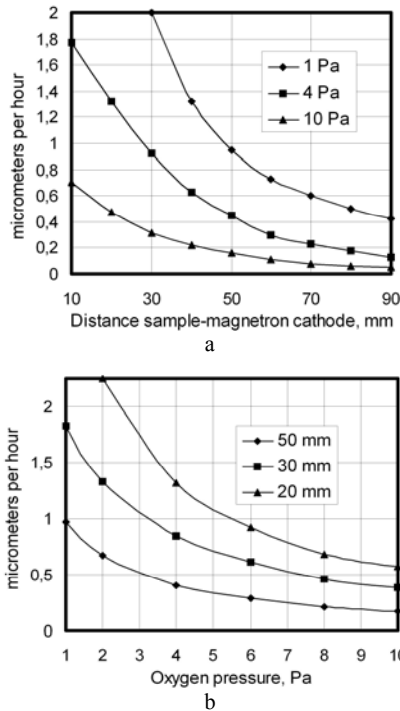 2
1,8
1,6
1,4
1,2
1
0,8
0,6
0,4
0,2
0
micrometers per hour
1 Pa
4 Pa
10 Pa
10 30 50 70 90
Distance sample-magnetron cathode, mm
a
2
1,5
1
0,5
0
micrometers per hour
50 mm
30 mm
20 mm
1 2 3 4 5 6 7 8 9 10
Oxygen pressure, Pa
b